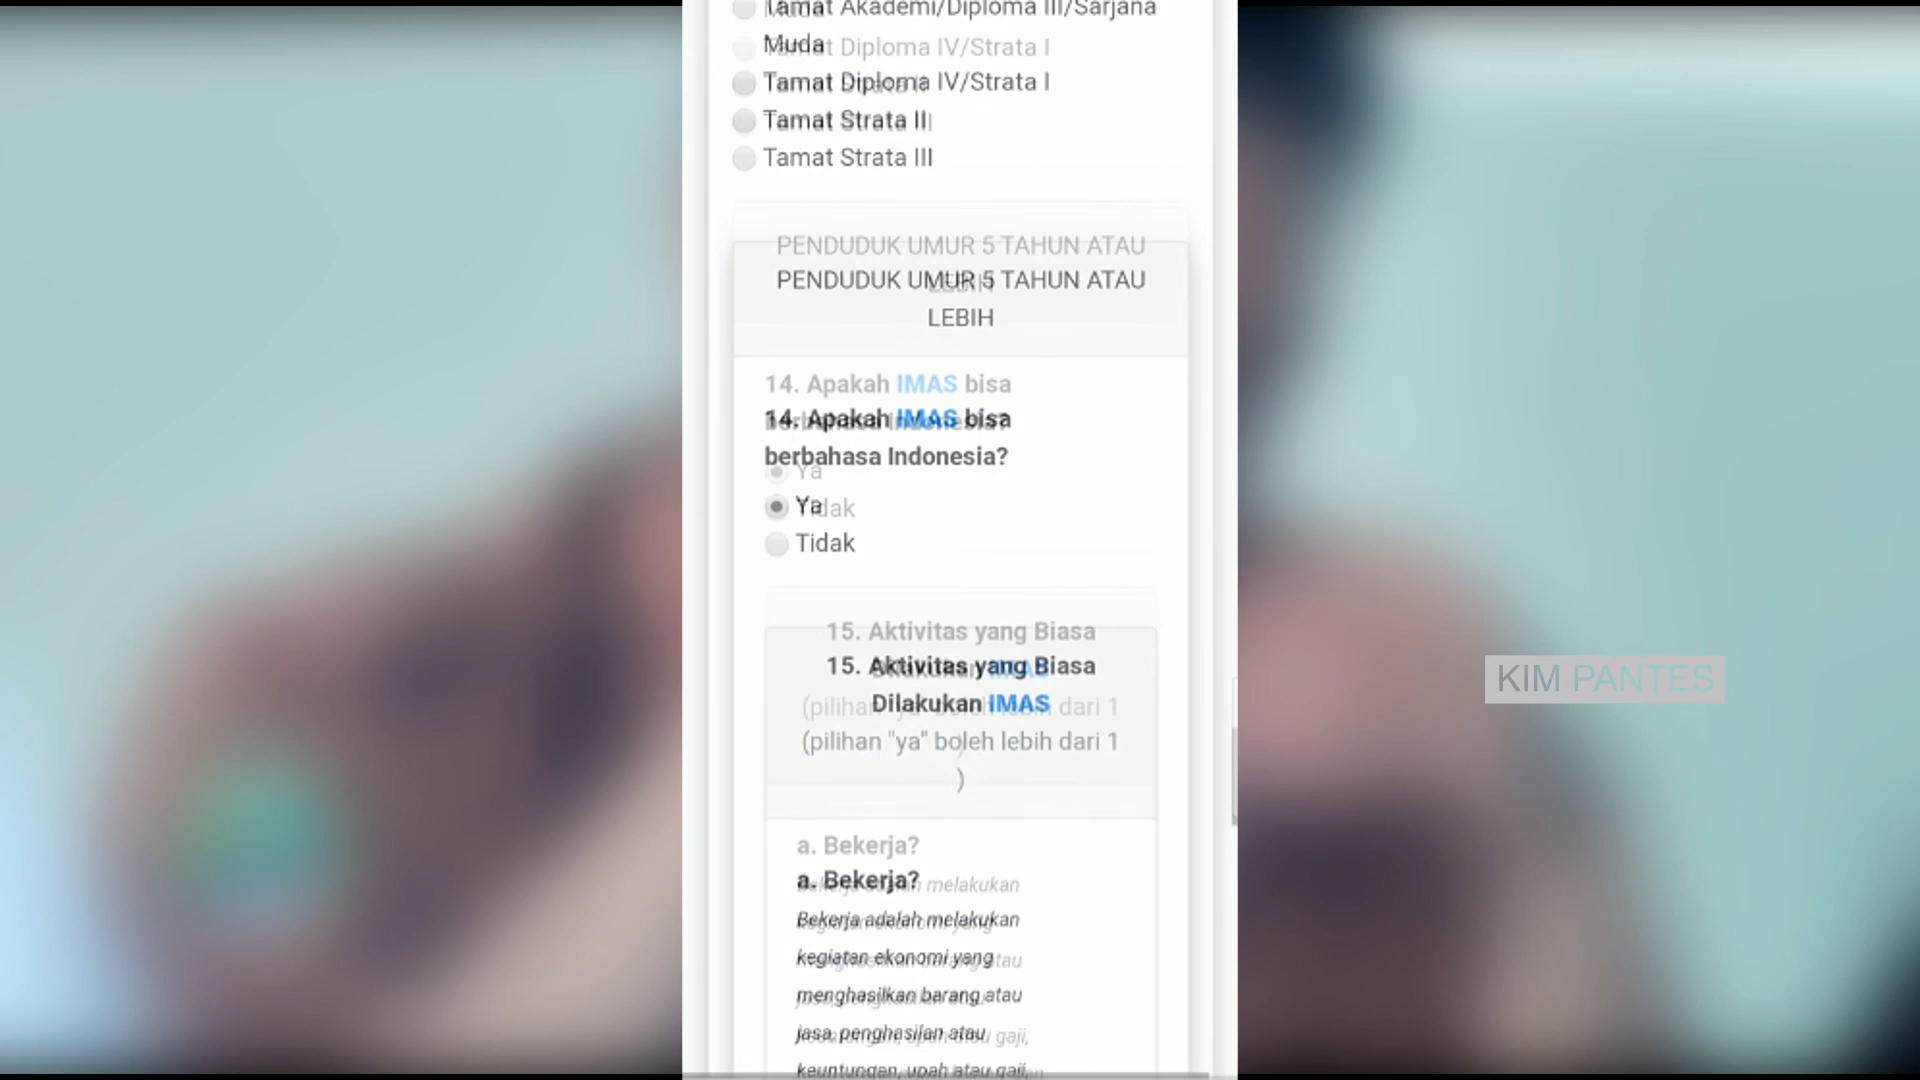 Tamat Akademi/Diploma III/Sarjana
Muda
Tamat Diploma IV/Strata I
Tamat Strata II
Tamat Strata III
PENDUDUK UMUR 5 TAHUN ATAU
LEBIH
14. Apakah IMAS bisa
berbahasa Indonesia?
Ya
Tidak
15. Aktivitas yang Biasa
Dilakukan IMAS
(pilihan "ya" boleh lebih dari 1
)
a. Bekerja?
Bekerja adalah melakukan
kegiatan ekonomi yang
menghasilkan barang atau
jasa, penghasilan atau
keuntungan, upah atau gaji,
KIM PANTES